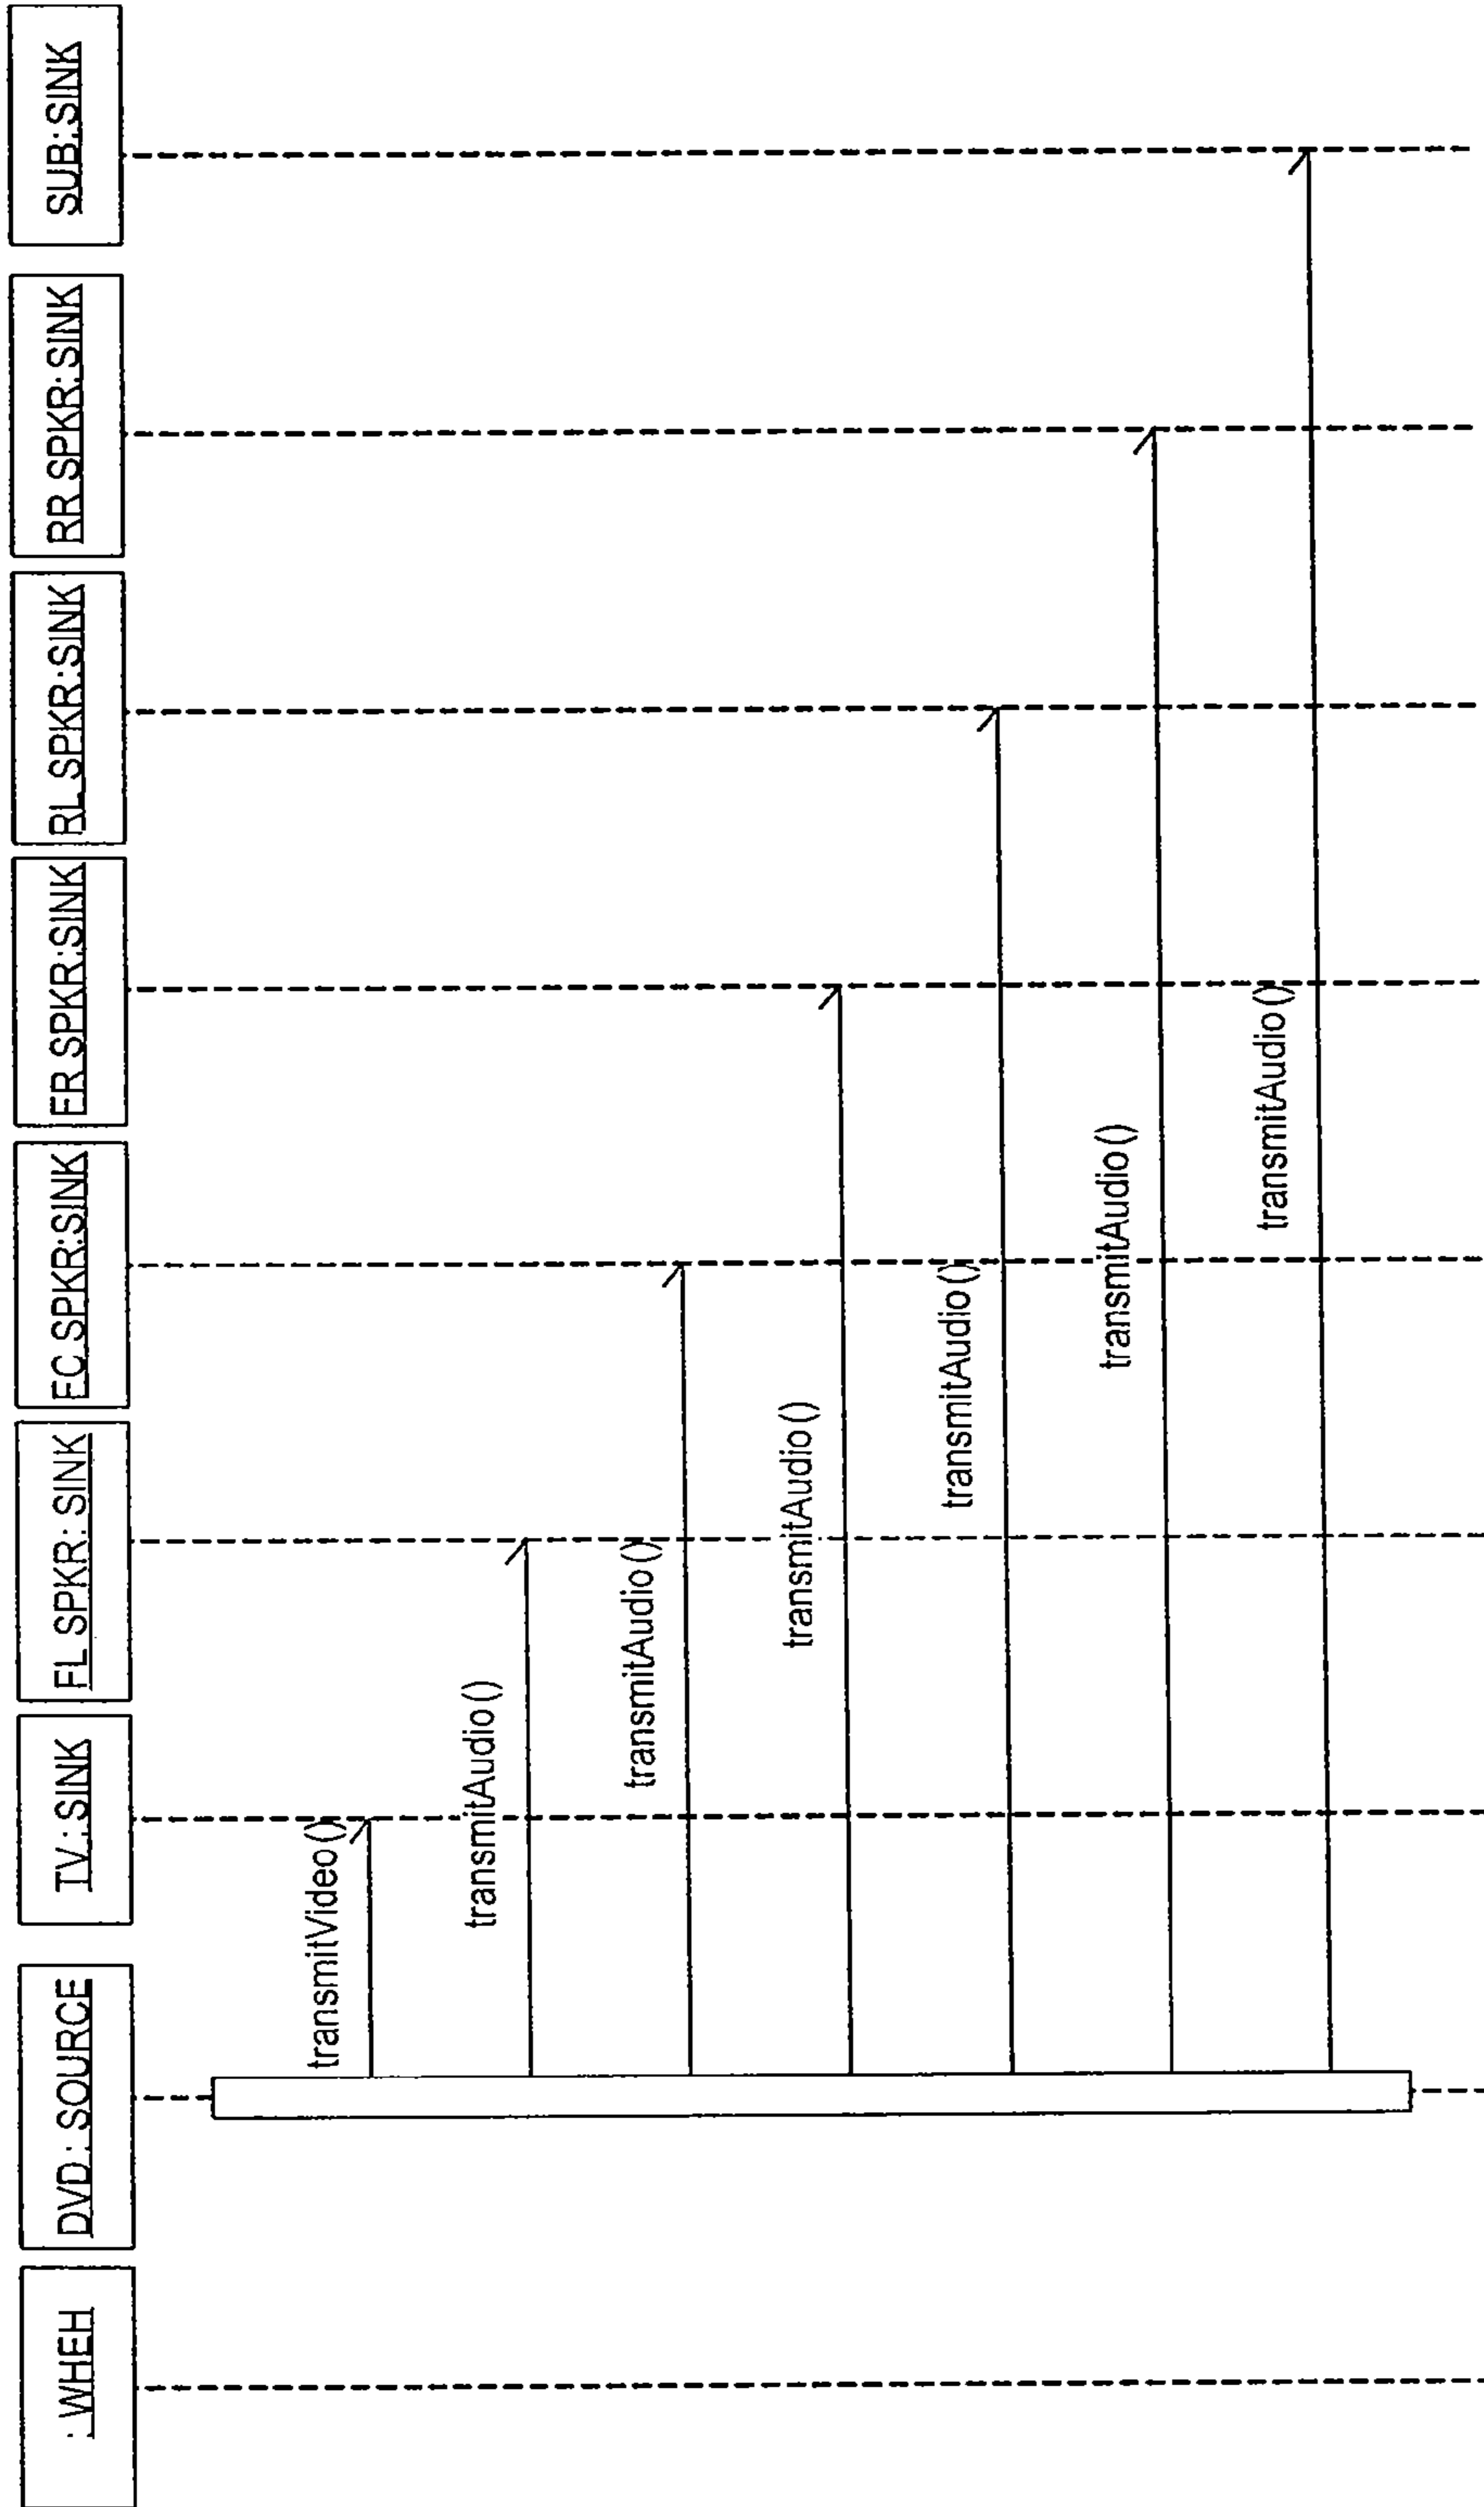 : WHEH
DVD : SOURCE
TV : SINK
FL SPKR: SINK
FC SPKR:SINK
FR SPKR:SINK
RL SPKR:SINK
RR SPKR:SINK
SUB:SINK
transmitVideo()
transmitAudio()
transmitAudio()
transmitAudio()
transmitAudio()
transmitAudio()
transmitAudio()